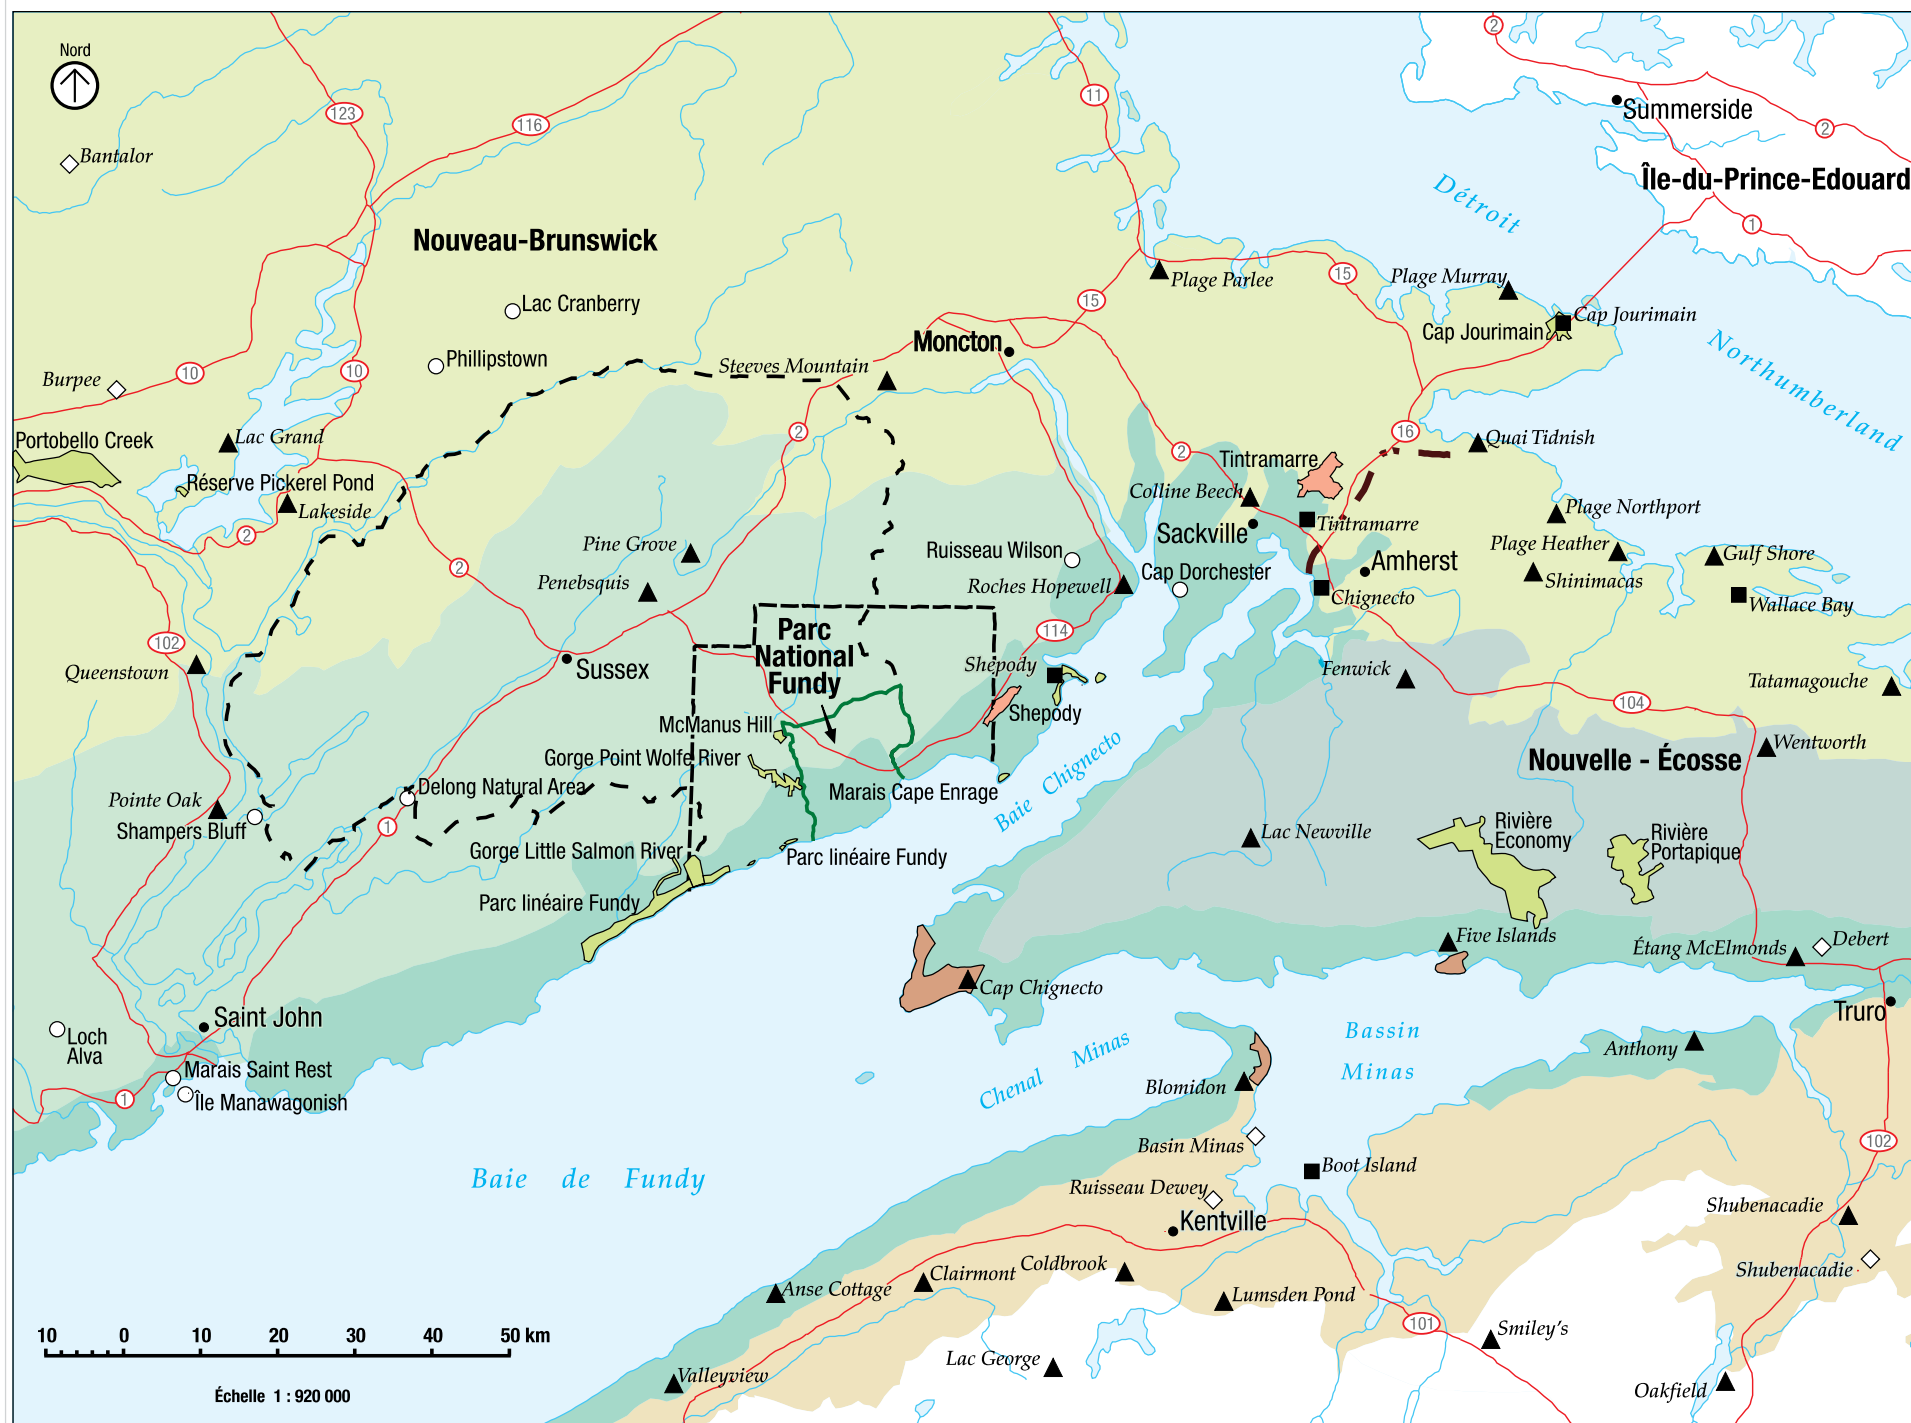 Nord
2
11
123
116
Summerside
2
Bantalor
Île-du-Prince-Edouard
Détroit
1
Nouveau-Brunswick
15
Plage Parlee
Plage Murray
15
Lac Cranberry
Cap Jourimain
Cap Jourimain
Moncton
Northumberland
Phillipstown
Steeves Mountain
10
10
Burpee
Lac Grand
Portobello Creek
2
16
2
Quai Tidnish
Tintramarre
Réserve Pickerel Pond
Lakeside
Colline Beech
Plage Northport
Tintramarre
Sackville
2
Pine Grove
Ruisseau Wilson
Plage Heather
Gulf Shore
Amherst
2
Penebsquis
Roches Hopewell
Cap Dorchester
Shinimacas
Chignecto
Wallace Bay
102
Parc
National
Fundy
114
Queenstown
Sussex
Shepody
Fenwick
Tatamagouche
104
McManus Hill
Shepody
Gorge Point Wolfe River
Wentworth
Nouvelle - Écosse
Baie Chignecto
Delong Natural Area
Marais Cape Enrage
Pointe Oak
Shampers Bluff
1
Lac Newville
Rivière
Economy
Rivière
Portapique
Gorge Little Salmon River
Parc linéaire Fundy
Parc linéaire Fundy
Five Islands
Étang McElmonds
Debert
Cap Chignecto
Truro
Saint John
Loch
Alva
Bassin
Minas
Anthony
Chenal Minas
Marais Saint Rest
Île Manawagonish
1
Blomidon
Basin Minas
102
Boot Island
Baie de Fundy
Ruisseau Dewey
Kentville
Shubenacadie
Shubenacadie
Coldbrook
Clairmont
Anse Cottage
Lumsden Pond
101
Smiley's
10 0 10 20 30 40 50 km
Lac George
Valleyview
Oakfield
Échelle 1 : 920 000